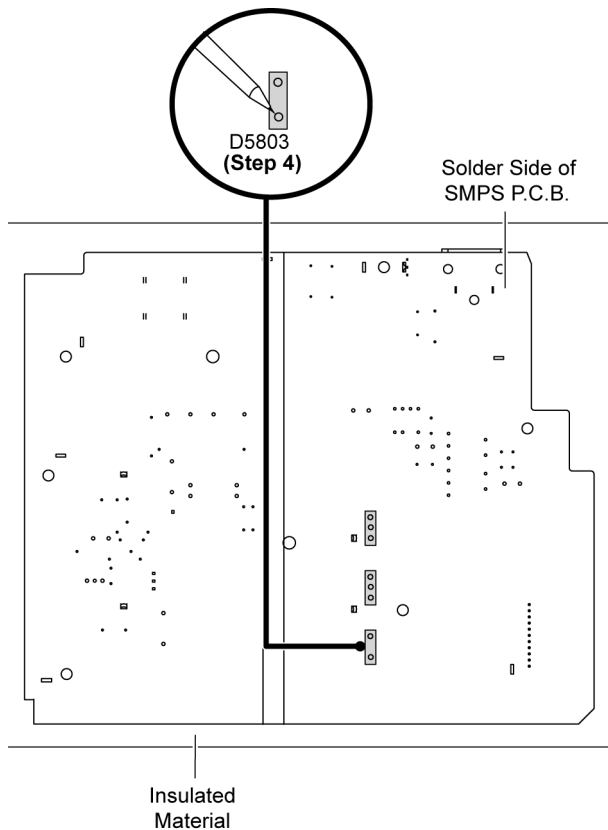 D5803
(Step 4)
Solder Side of
SMPS P.C.B.
Insulated
Material